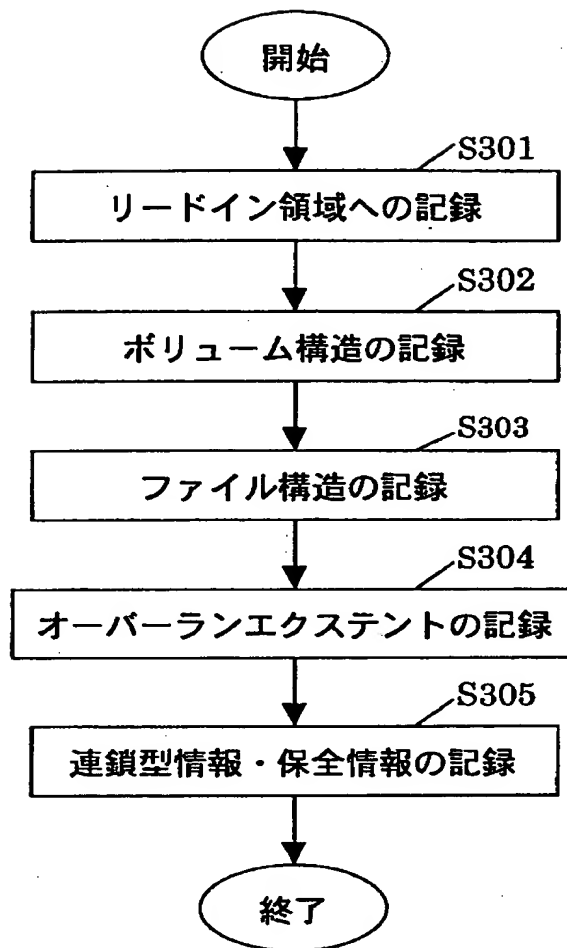 開始
S301
リードイン領域への記録
S302
ボリューム構造の記録
S303
ファイル構造の記録
S304
オーバーランエクステントの記録
S305
連鎖型情報・保全情報の記録
終了